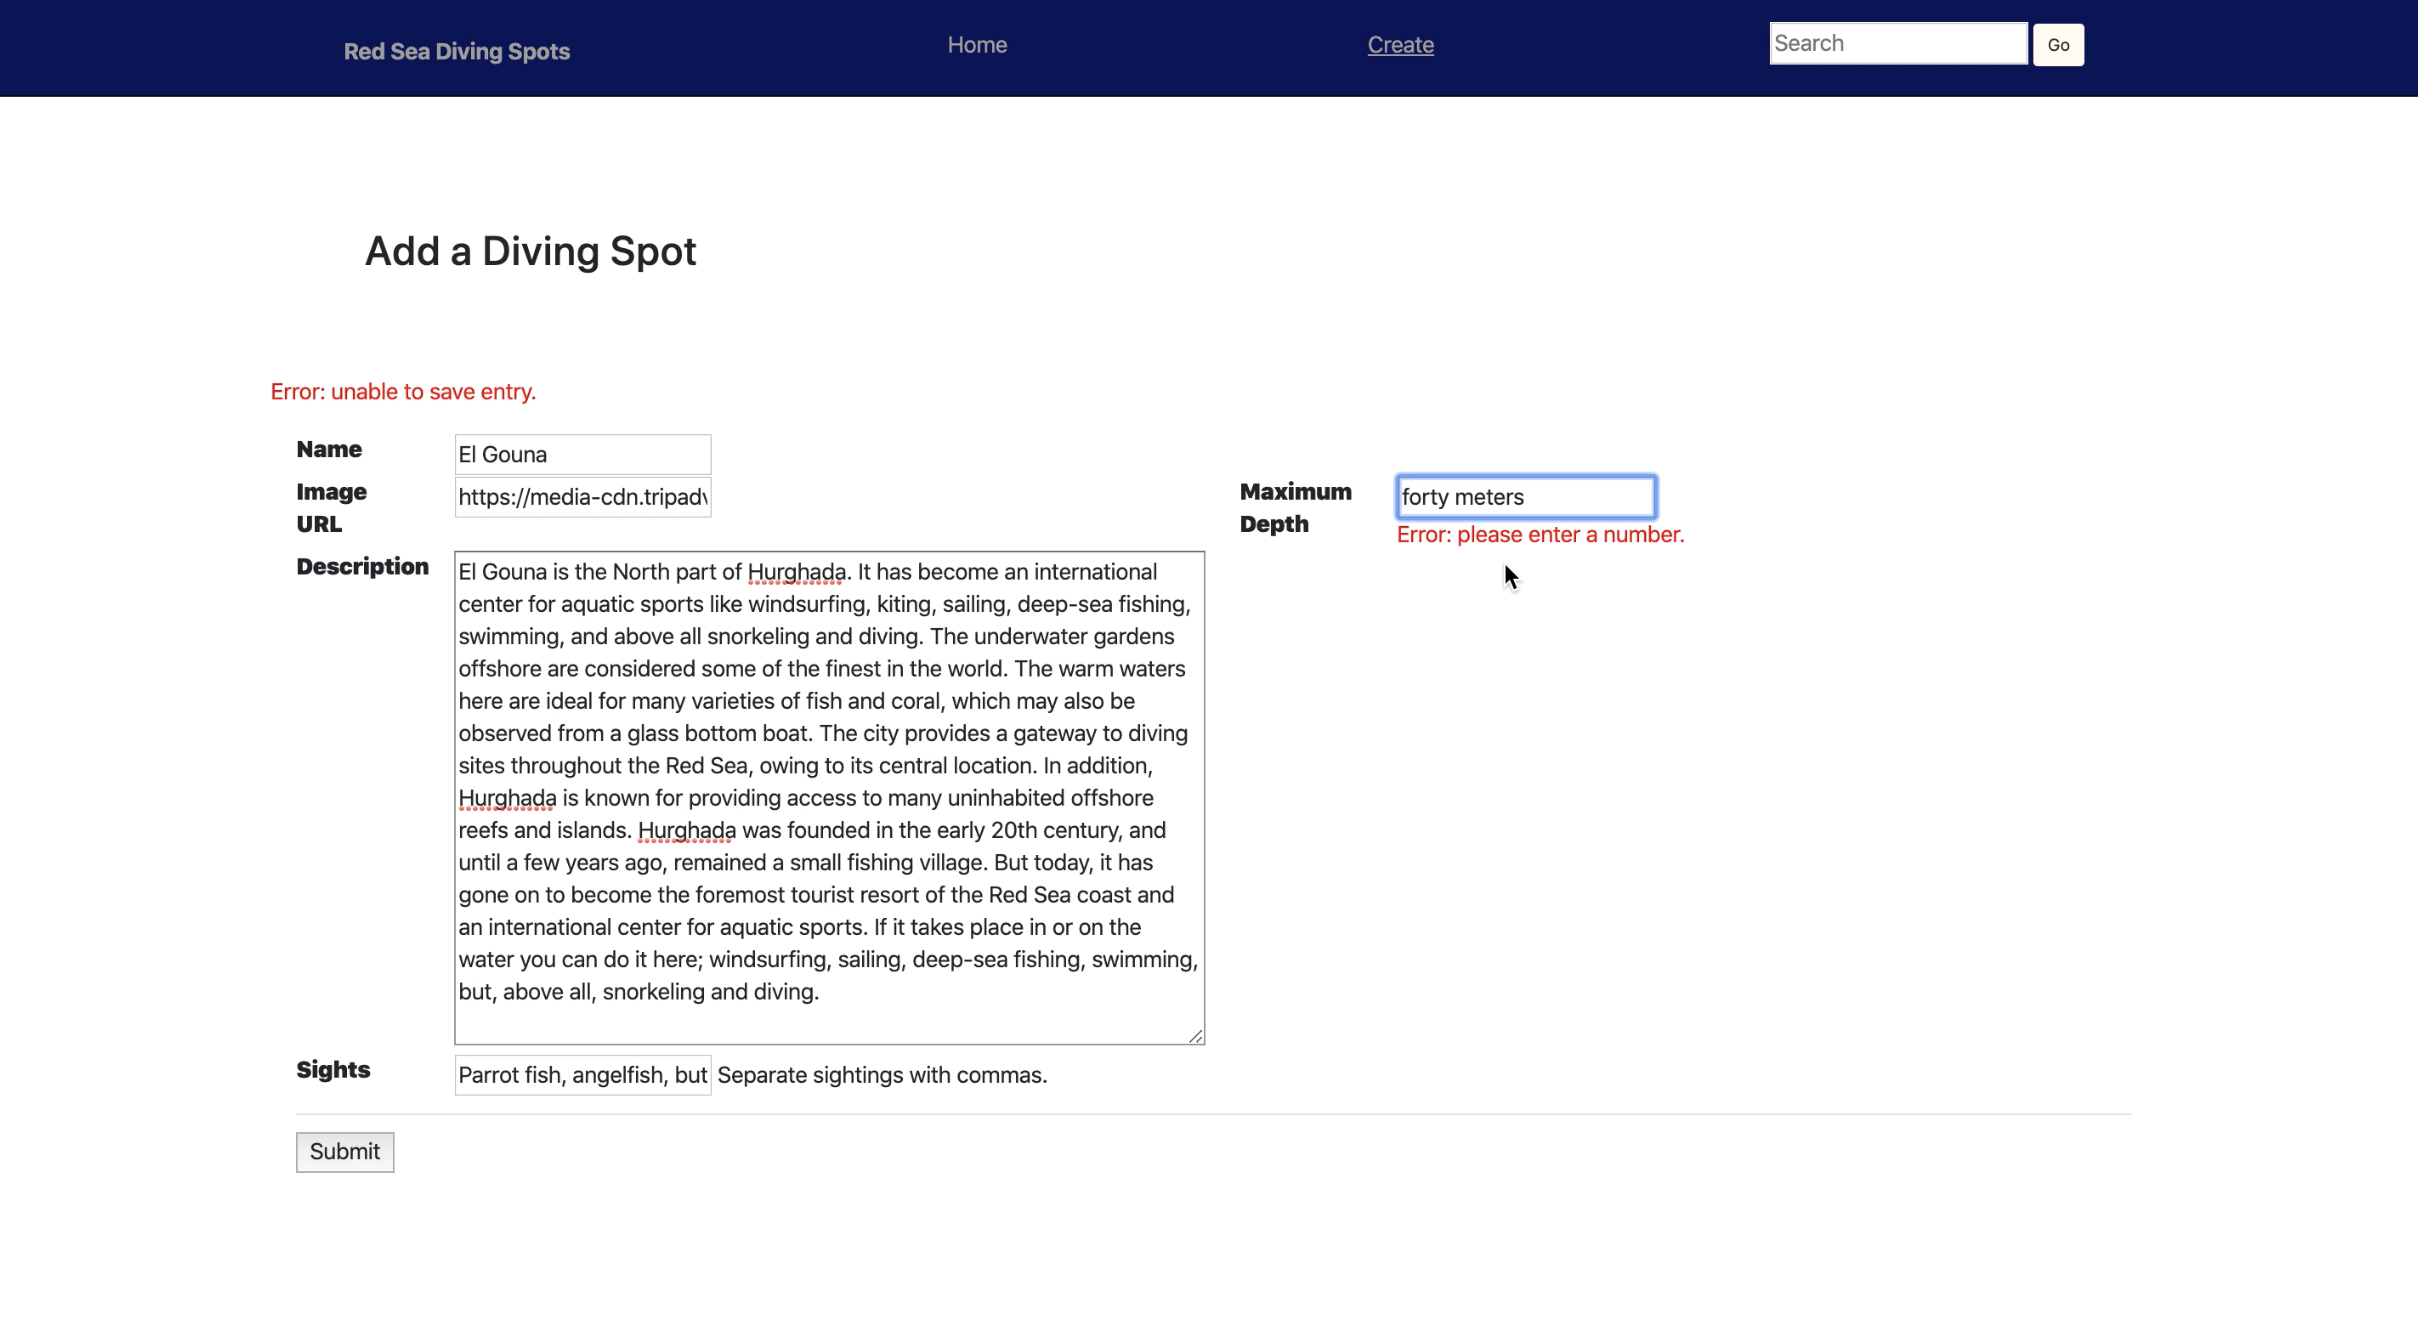 Red Sea Diving Spots
Home
Create
Search
Go
Add a Diving Spot
Error: unable to save entry.
Name
El Gouna
Image
URL
https://media-cdn.tripadv
Maximum
Depth
forty meters
Error: please enter a number.
Description
El Gouna is the North part of Hurghada. It has become an international
center for aquatic sports like windsurfing, kiting, sailing, deep-sea fishing,
swimming, and above all snorkeling and diving. The underwater gardens
offshore are considered some of the finest in the world. The warm waters
here are ideal for many varieties of fish and coral, which may also be
observed from a glass bottom boat. The city provides a gateway to diving
sites throughout the Red Sea, owing to its central location. In addition,
Hurghada is known for providing access to many uninhabited offshore
reefs and islands. Hurghada was founded in the early 20th century, and
until a few years ago, remained a small fishing village. But today, it has
gone on to become the foremost tourist resort of the Red Sea coast and
an international center for aquatic sports. If it takes place in or on the
water you can do it here; windsurfing, sailing, deep-sea fishing, swimming,
but, above all, snorkeling and diving.
Sights
Parrot fish, angelfish, but
Separate sightings with commas.
Submit